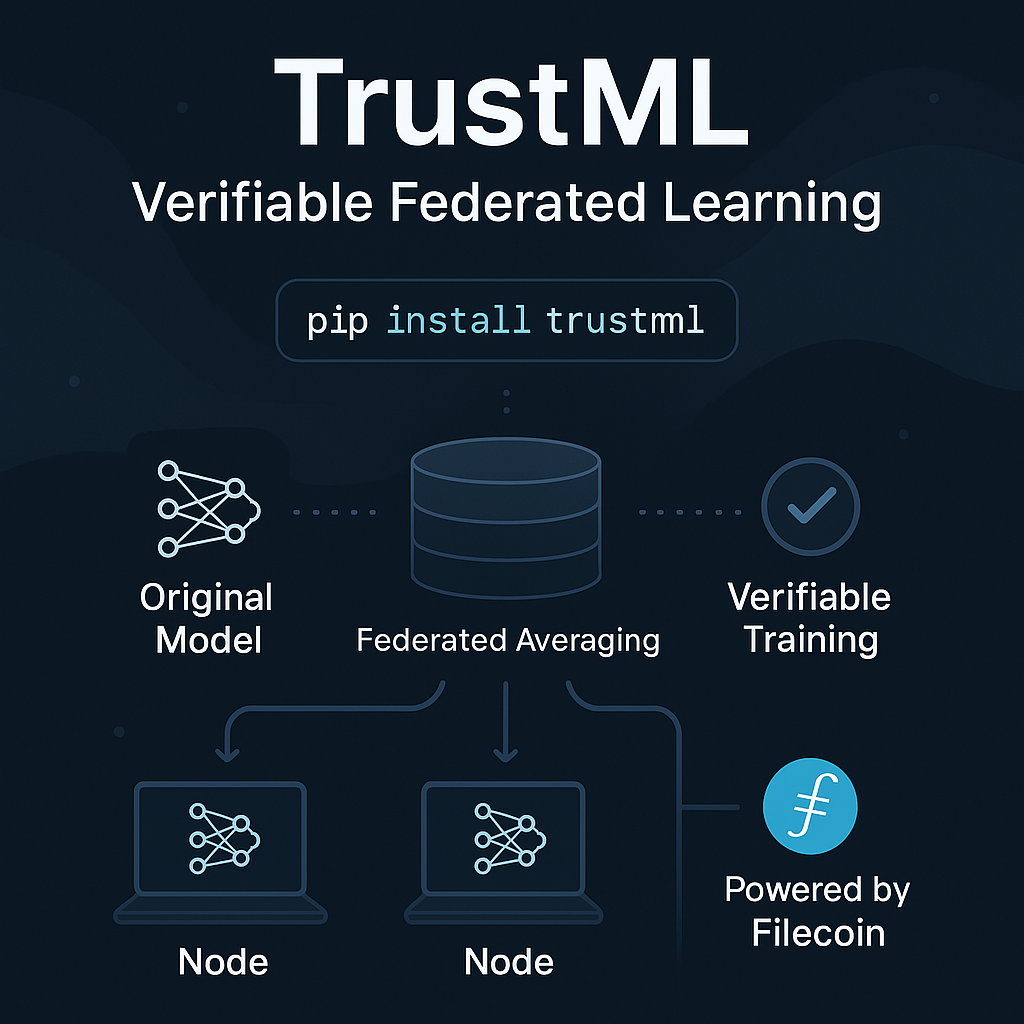 TrustML
Verifiable Federated Learning
pip install trustml
Original
Model
Federated Averaging
Verifiable
Training
Node
Node
Powered by
Filecoin